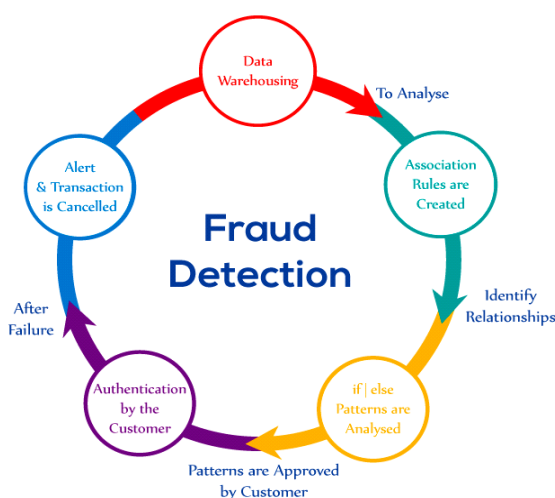 Data
Warehousing
To Analyse
Association
Rules are
Created
Identify
Relationships
if | else
Patterns are
Analysed
Patterns are Approved
by Customer
Authentication
by the
Customer
After
Failure
Alert
& Transaction
is Cancelled
Fraud
Detection